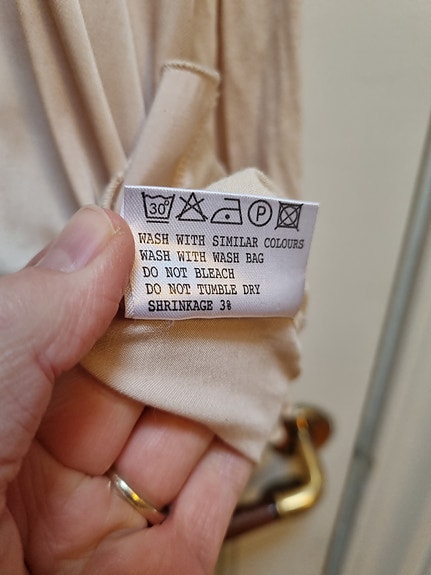 30°
P
WASH WITH SIMILAR COLOURS
WASH WITH WASH BAG
DO NOT BLEACH
DO NOT TUMBLE DRY
SHRINKAGE 3%